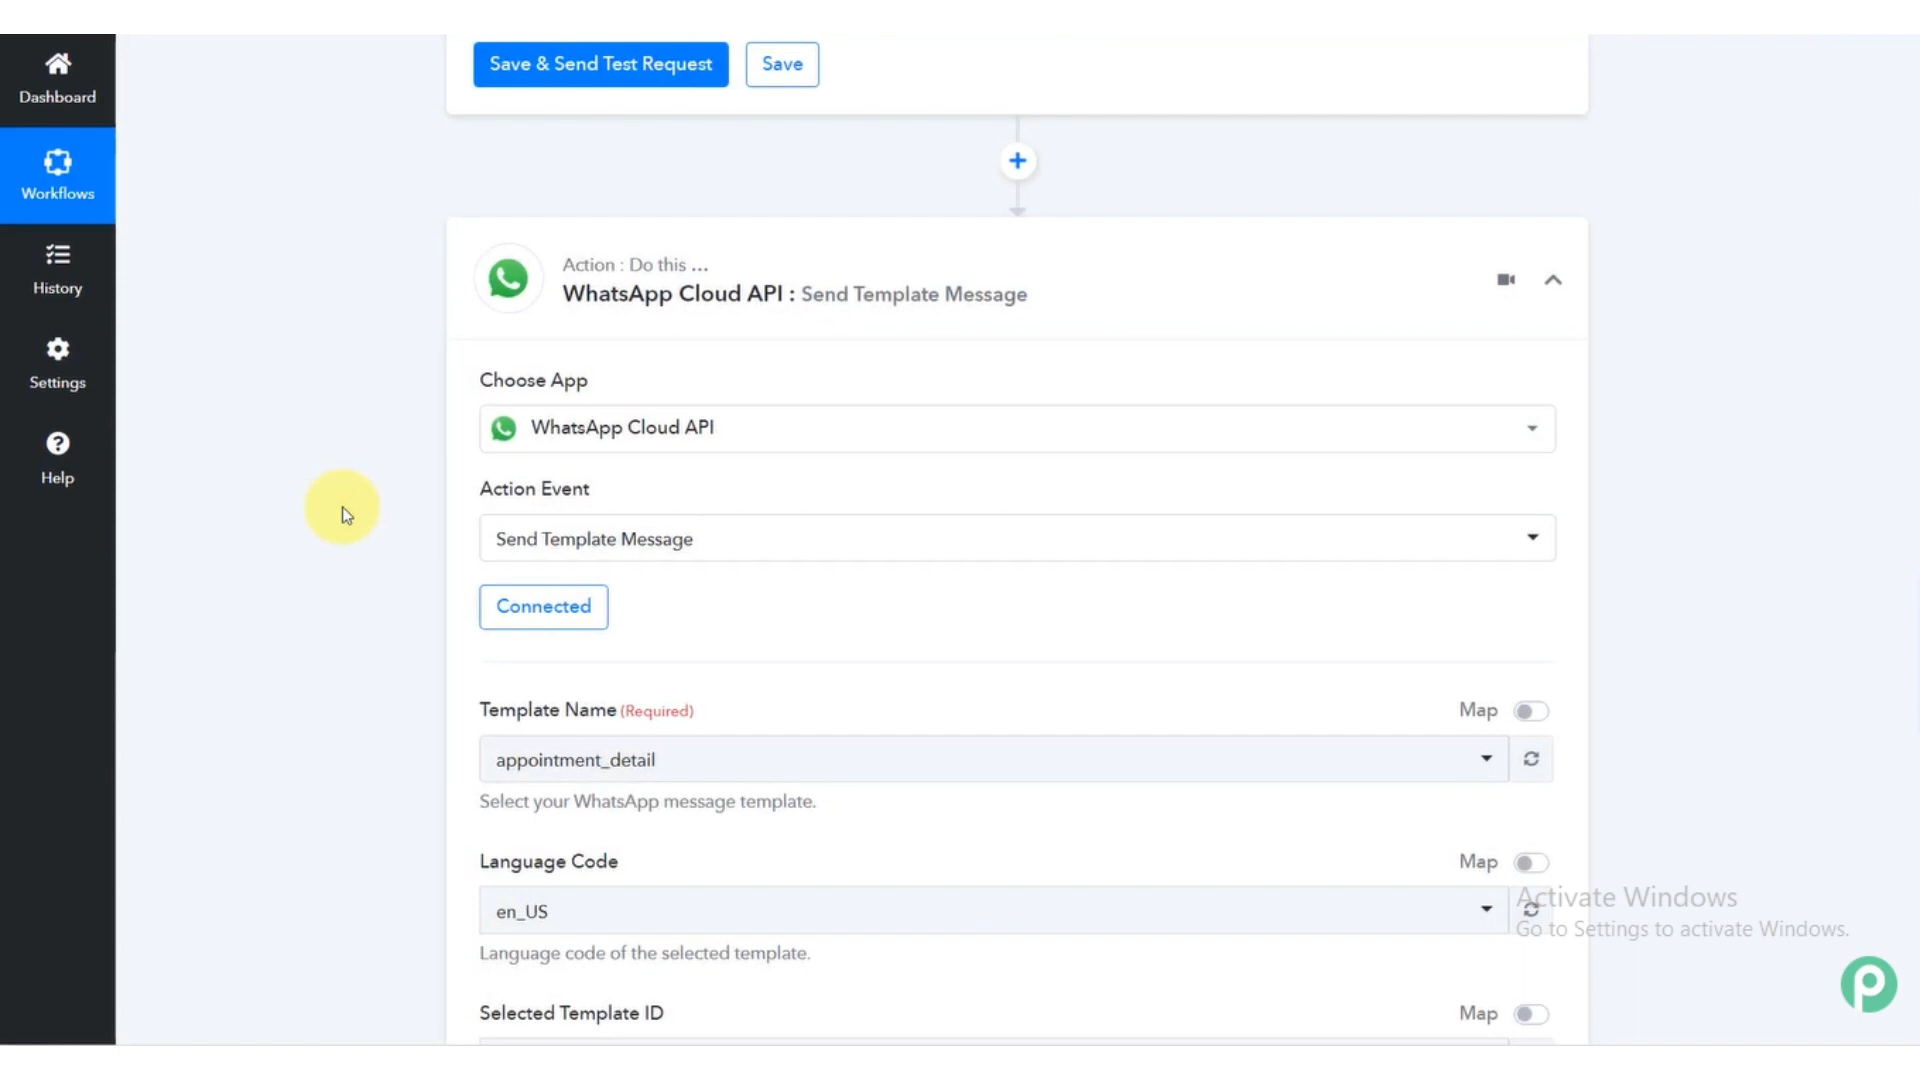 Save & Send Test Request
Save
Dashboard
Workflows
History
Settings
Help
Action : Do this ...
WhatsApp Cloud API : Send Template Message
Choose App
WhatsApp Cloud API
Action Event
Send Template Message
Connected
Template Name (Required)
Map
appointment_detail
Select your WhatsApp message template.
Language Code
Map
en_US
Language code of the selected template.
Selected Template ID
Map
Activate Windows
Go to Settings to activate Windows.